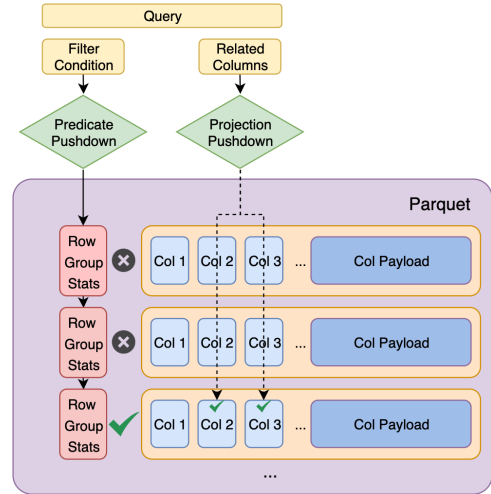 Query
Filter
Condition
Related
Columns
Predicate
Pushdown
Projection
Pushdown
Parquet
Row
Group
Stats
Col 1
Col 2
Col 3
...
Col Payload
Row
Group
Stats
Col 1
Col 2
Col 3
...
Col Payload
Row
Group
Stats
Col 1
Col 2
Col 3
...
Col Payload
...